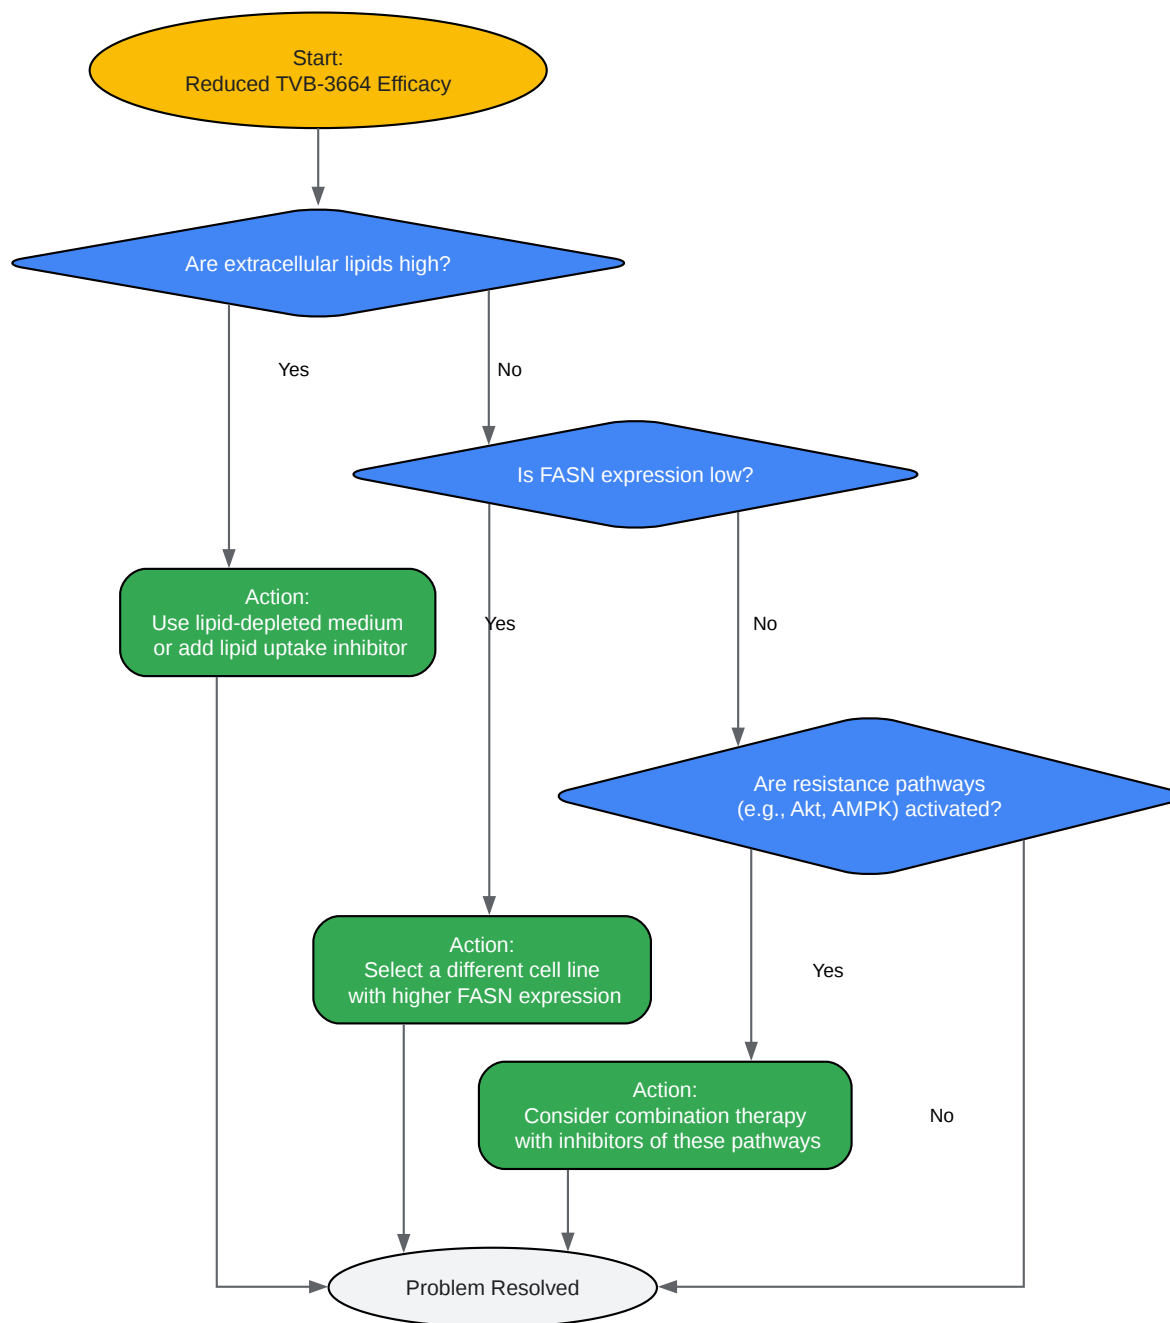 Start:
Reduced TVB-3664 Efficacy
Are extracellular lipids high?
Yes
No
Is FASN expression low?
Action:
Use lipid-depleted medium
or add lipid uptake inhibitor
Yes
No
Are resistance pathways
(e.g., Akt, AMPK) activated?
Action:
Select a different cell line
with higher FASN expression
Yes
Action:
Consider combination therapy
with inhibitors of these pathways
No
Problem Resolved